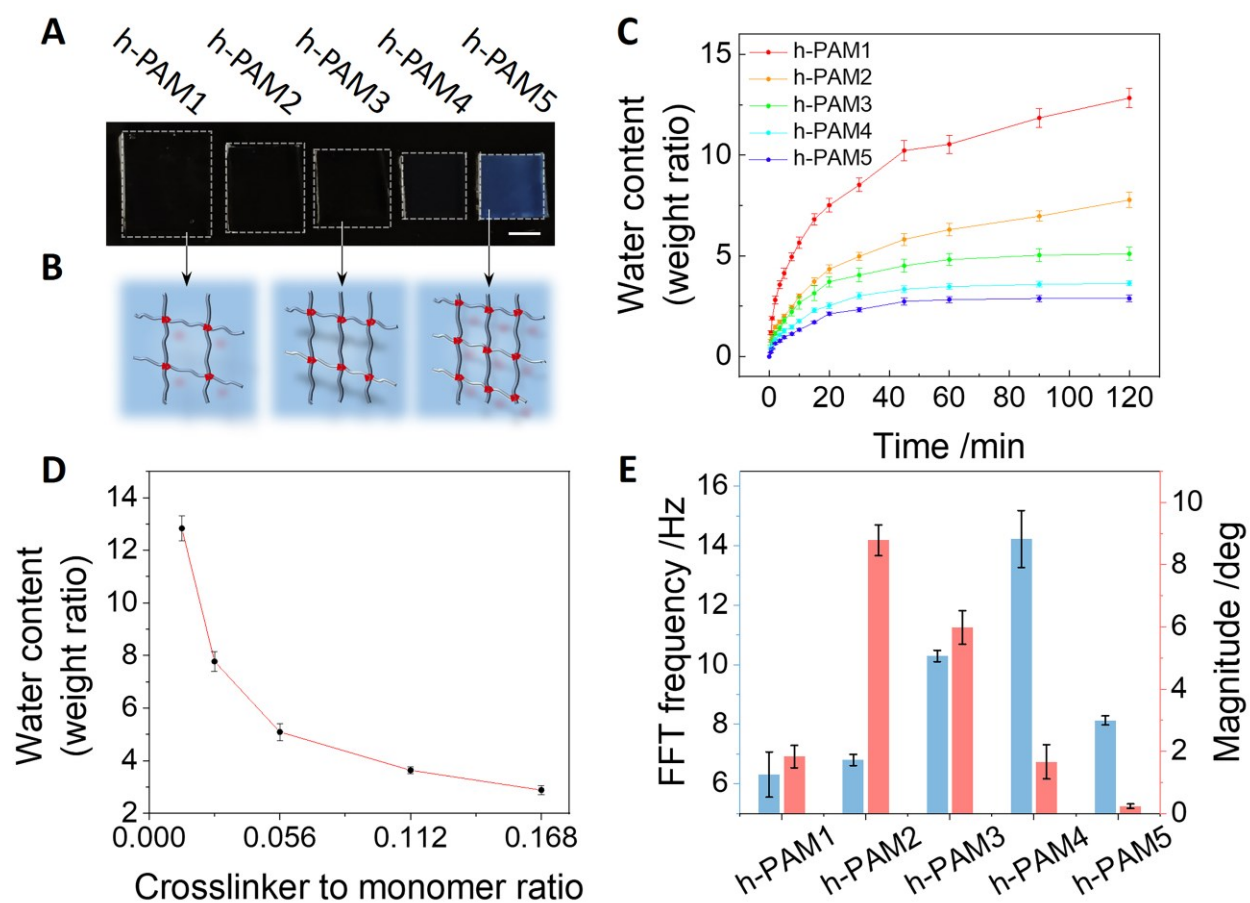 A
h-PAM1
h-PAM2
h-PAM3
h-PAM4
h-PAM5
B
C
Water content
(weight ratio)
15
10
5
0
h-PAM1
h-PAM2
h-PAM3
h-PAM4
h-PAM5
0 20 40 60 80 100 120
Time /min
D
Water content
(weight ratio)
14
12
10
8
6
4
2
0.000 0.056 0.112 0.168
Crosslinker to monomer ratio
E
FFT frequency /Hz
16
14
12
10
8
6
10
8
6
4
2
0
Magnitude /deg
h-PAM1
h-PAM2
h-PAM3
h-PAM4
h-PAM5